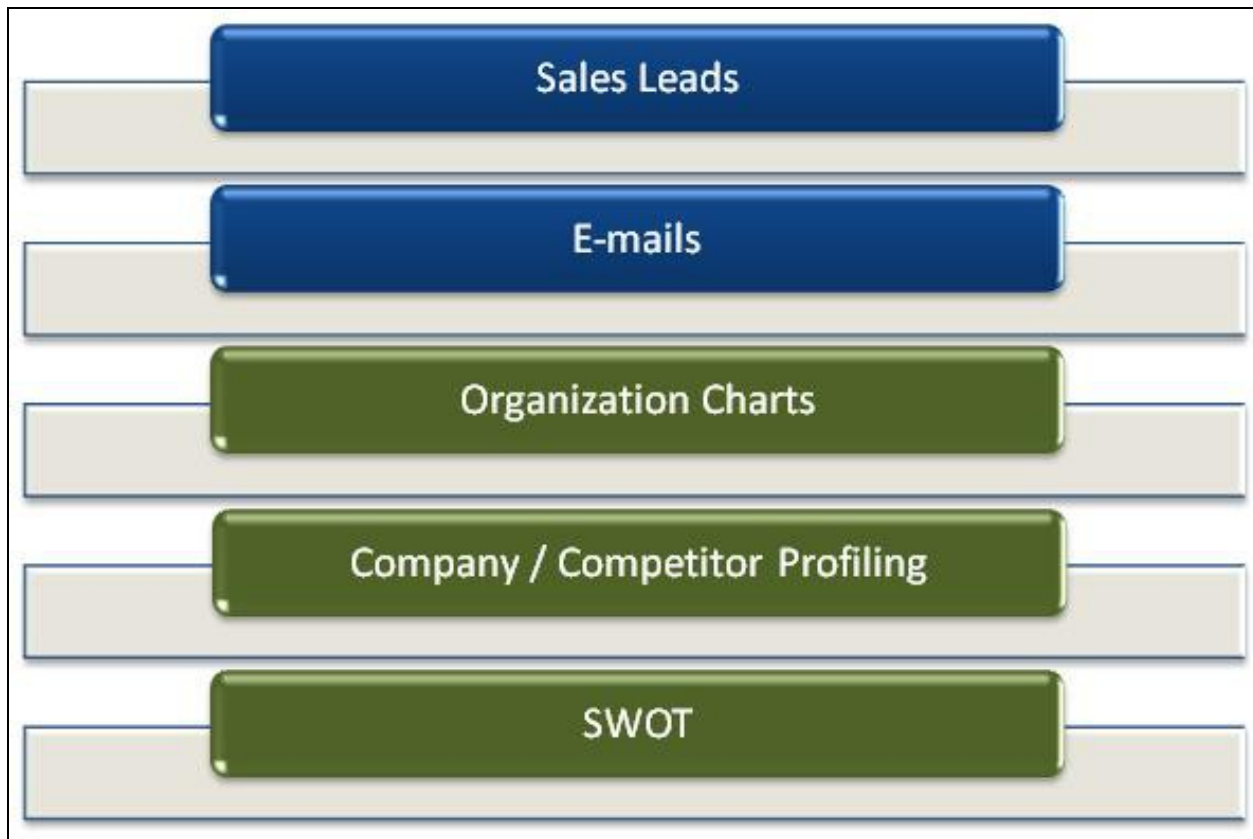 Sales Leads
E-mails
Organization Charts
Company / Competitor Profiling
SWOT